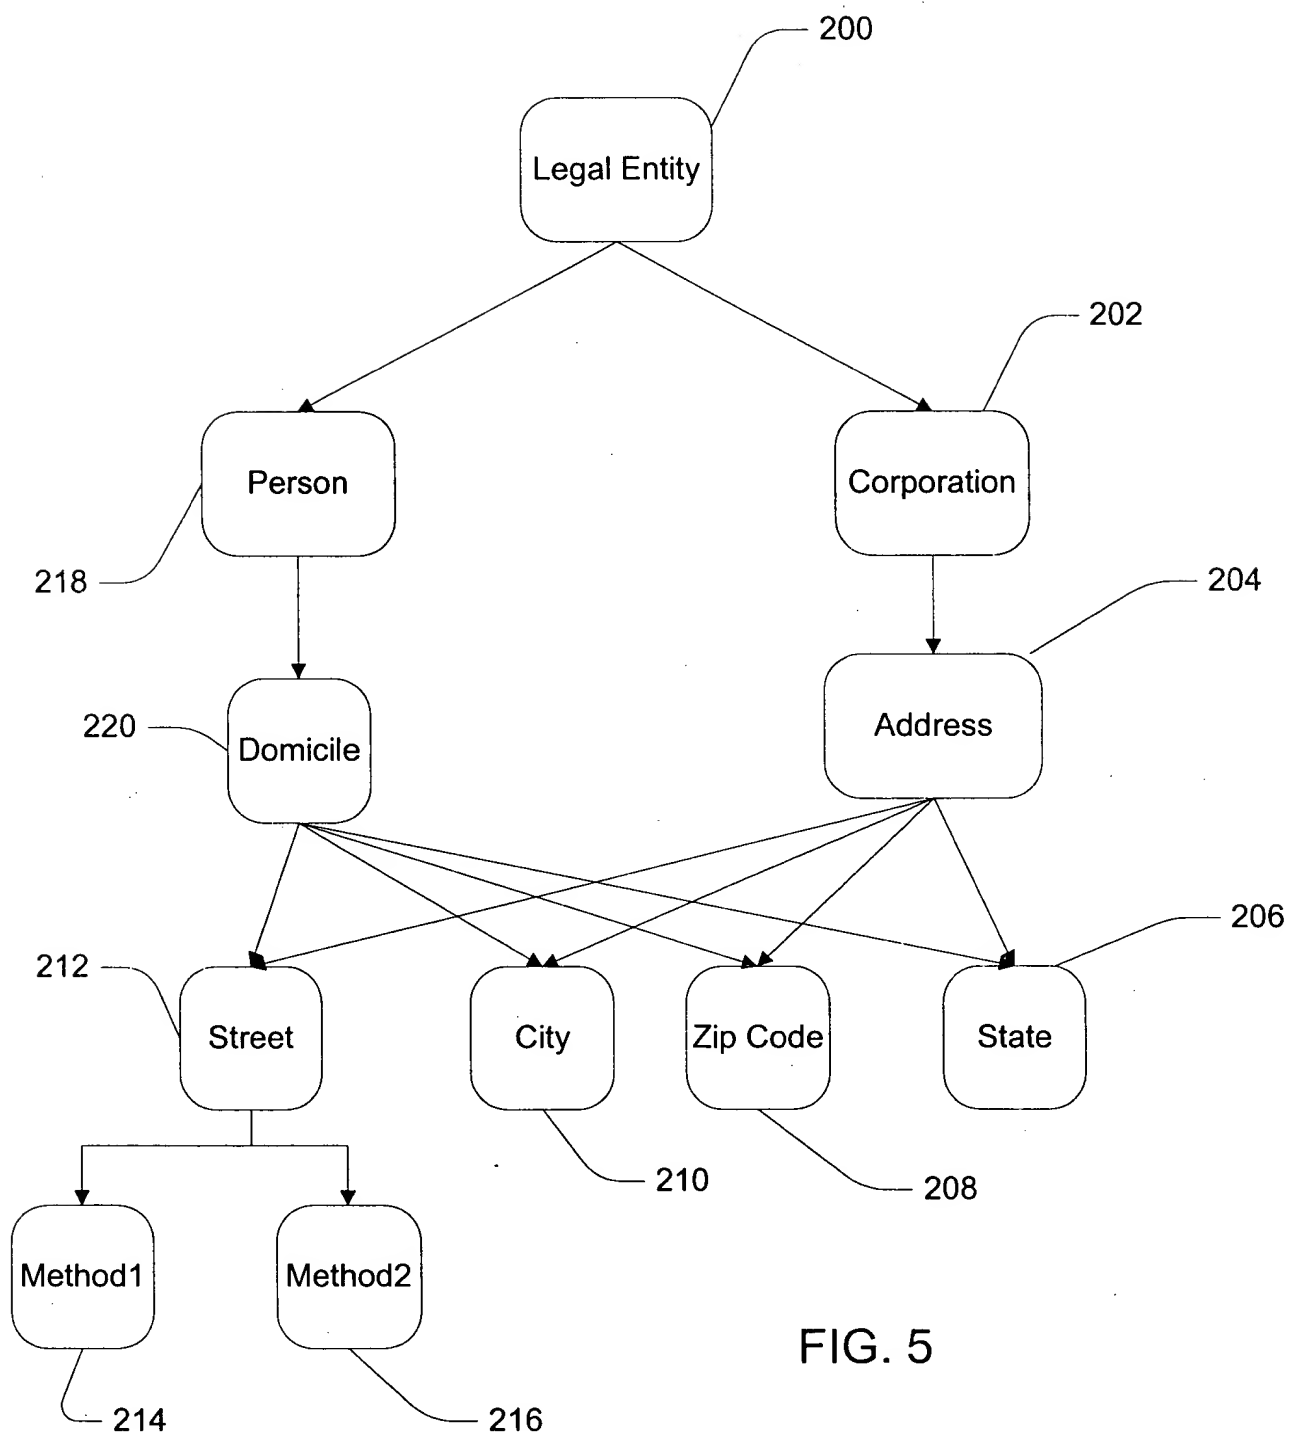 200
Legal Entity
202
Person
Corporation
218
204
220
Domicile
Address
206
212
Street
City
Zip Code
State
210
208
Method1
Method2
FIG. 5
214
216